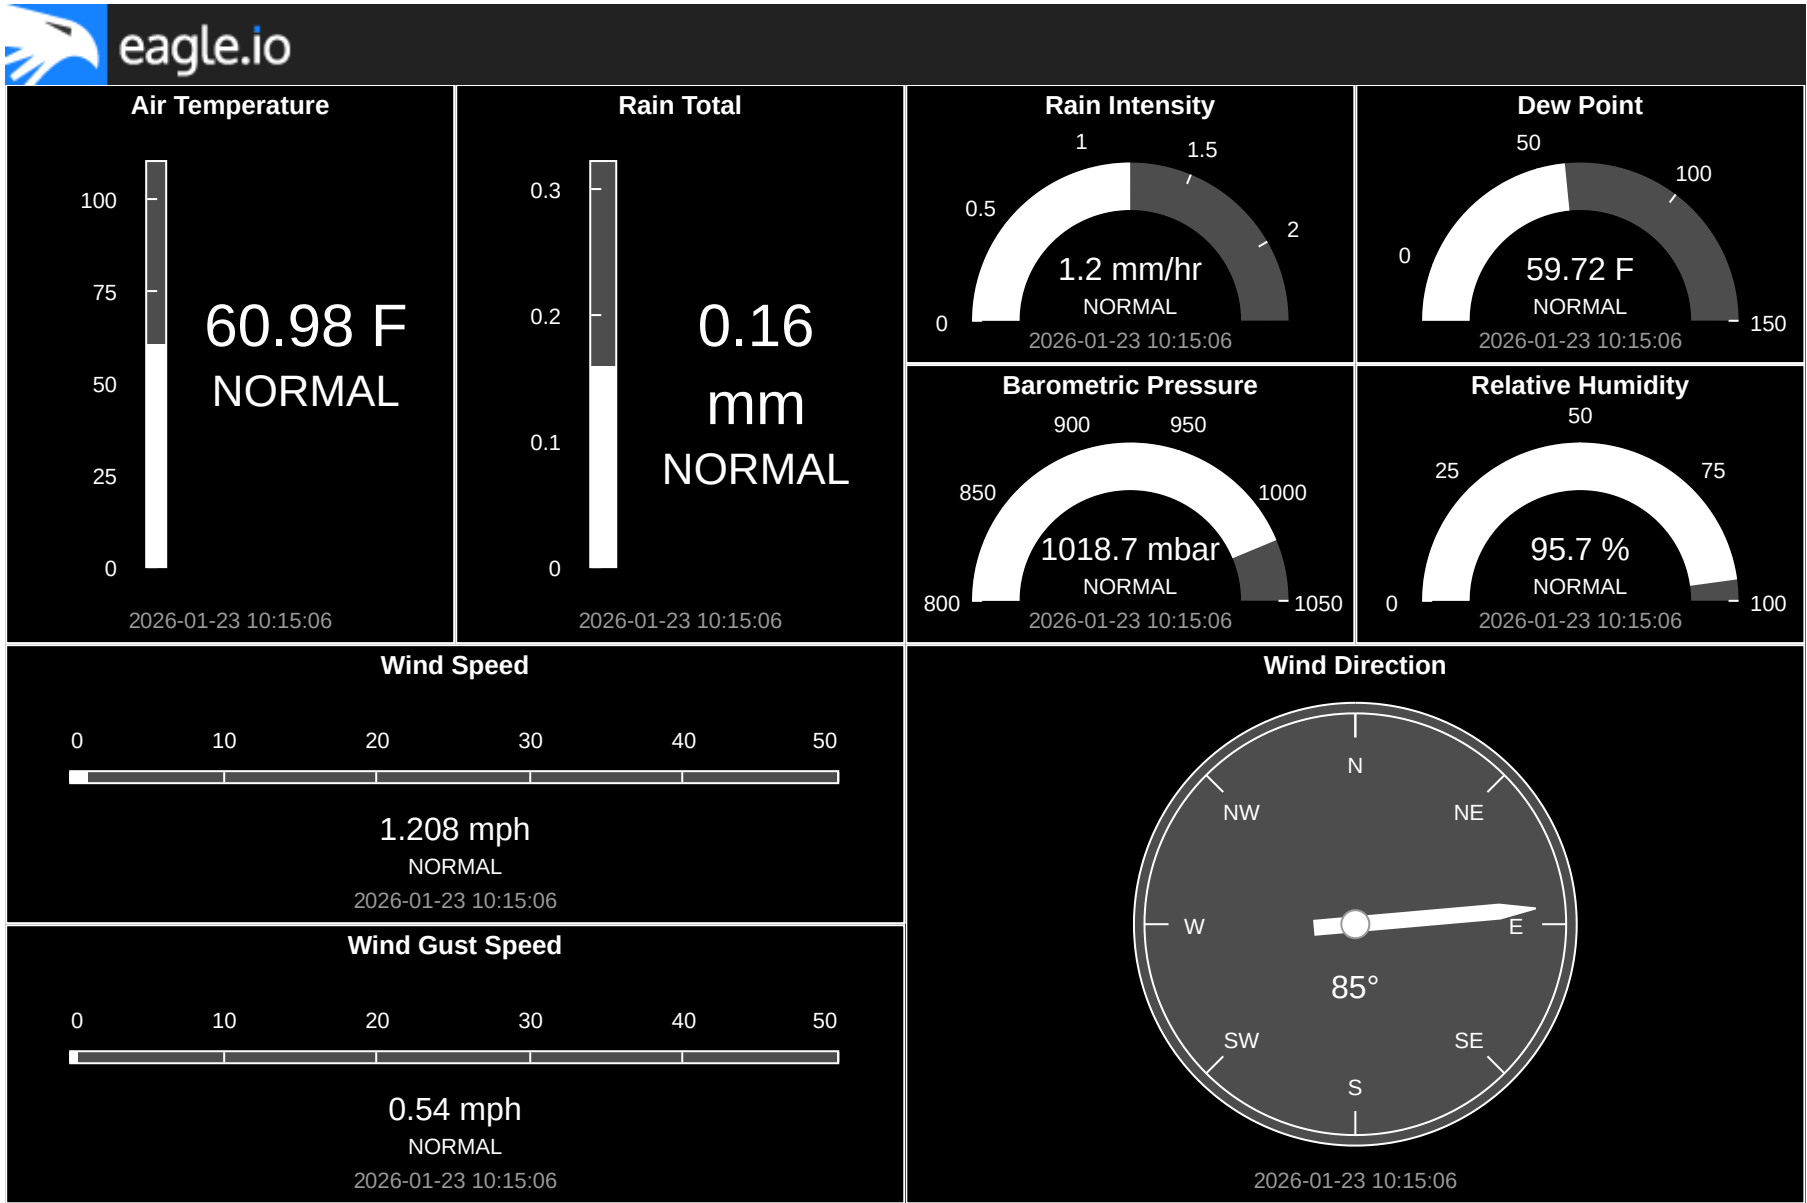 eagle.io
Air Temperature
100
75
50
25
0
60.98 F
NORMAL
2026-01-23 10:15:06
Rain Total
0.3
0.2
0.1
0
0.16
mm
NORMAL
2026-01-23 10:15:06
Rain Intensity
0
0.5
1
1.5
2
1.2 mm/hr
NORMAL
2026-01-23 10:15:06
Dew Point
0
50
100
150
59.72 F
NORMAL
2026-01-23 10:15:06
Barometric Pressure
800
850
900
950
1000
1050
1018.7 mbar
NORMAL
2026-01-23 10:15:06
Relative Humidity
0
25
50
75
100
95.7 %
NORMAL
2026-01-23 10:15:06
Wind Speed
0 10 20 30 40 50
1.208 mph
NORMAL
2026-01-23 10:15:06
Wind Gust Speed
0 10 20 30 40 50
0.54 mph
NORMAL
2026-01-23 10:15:06
Wind Direction
N
NW NE
W E
85°
SW SE
S
2026-01-23 10:15:06